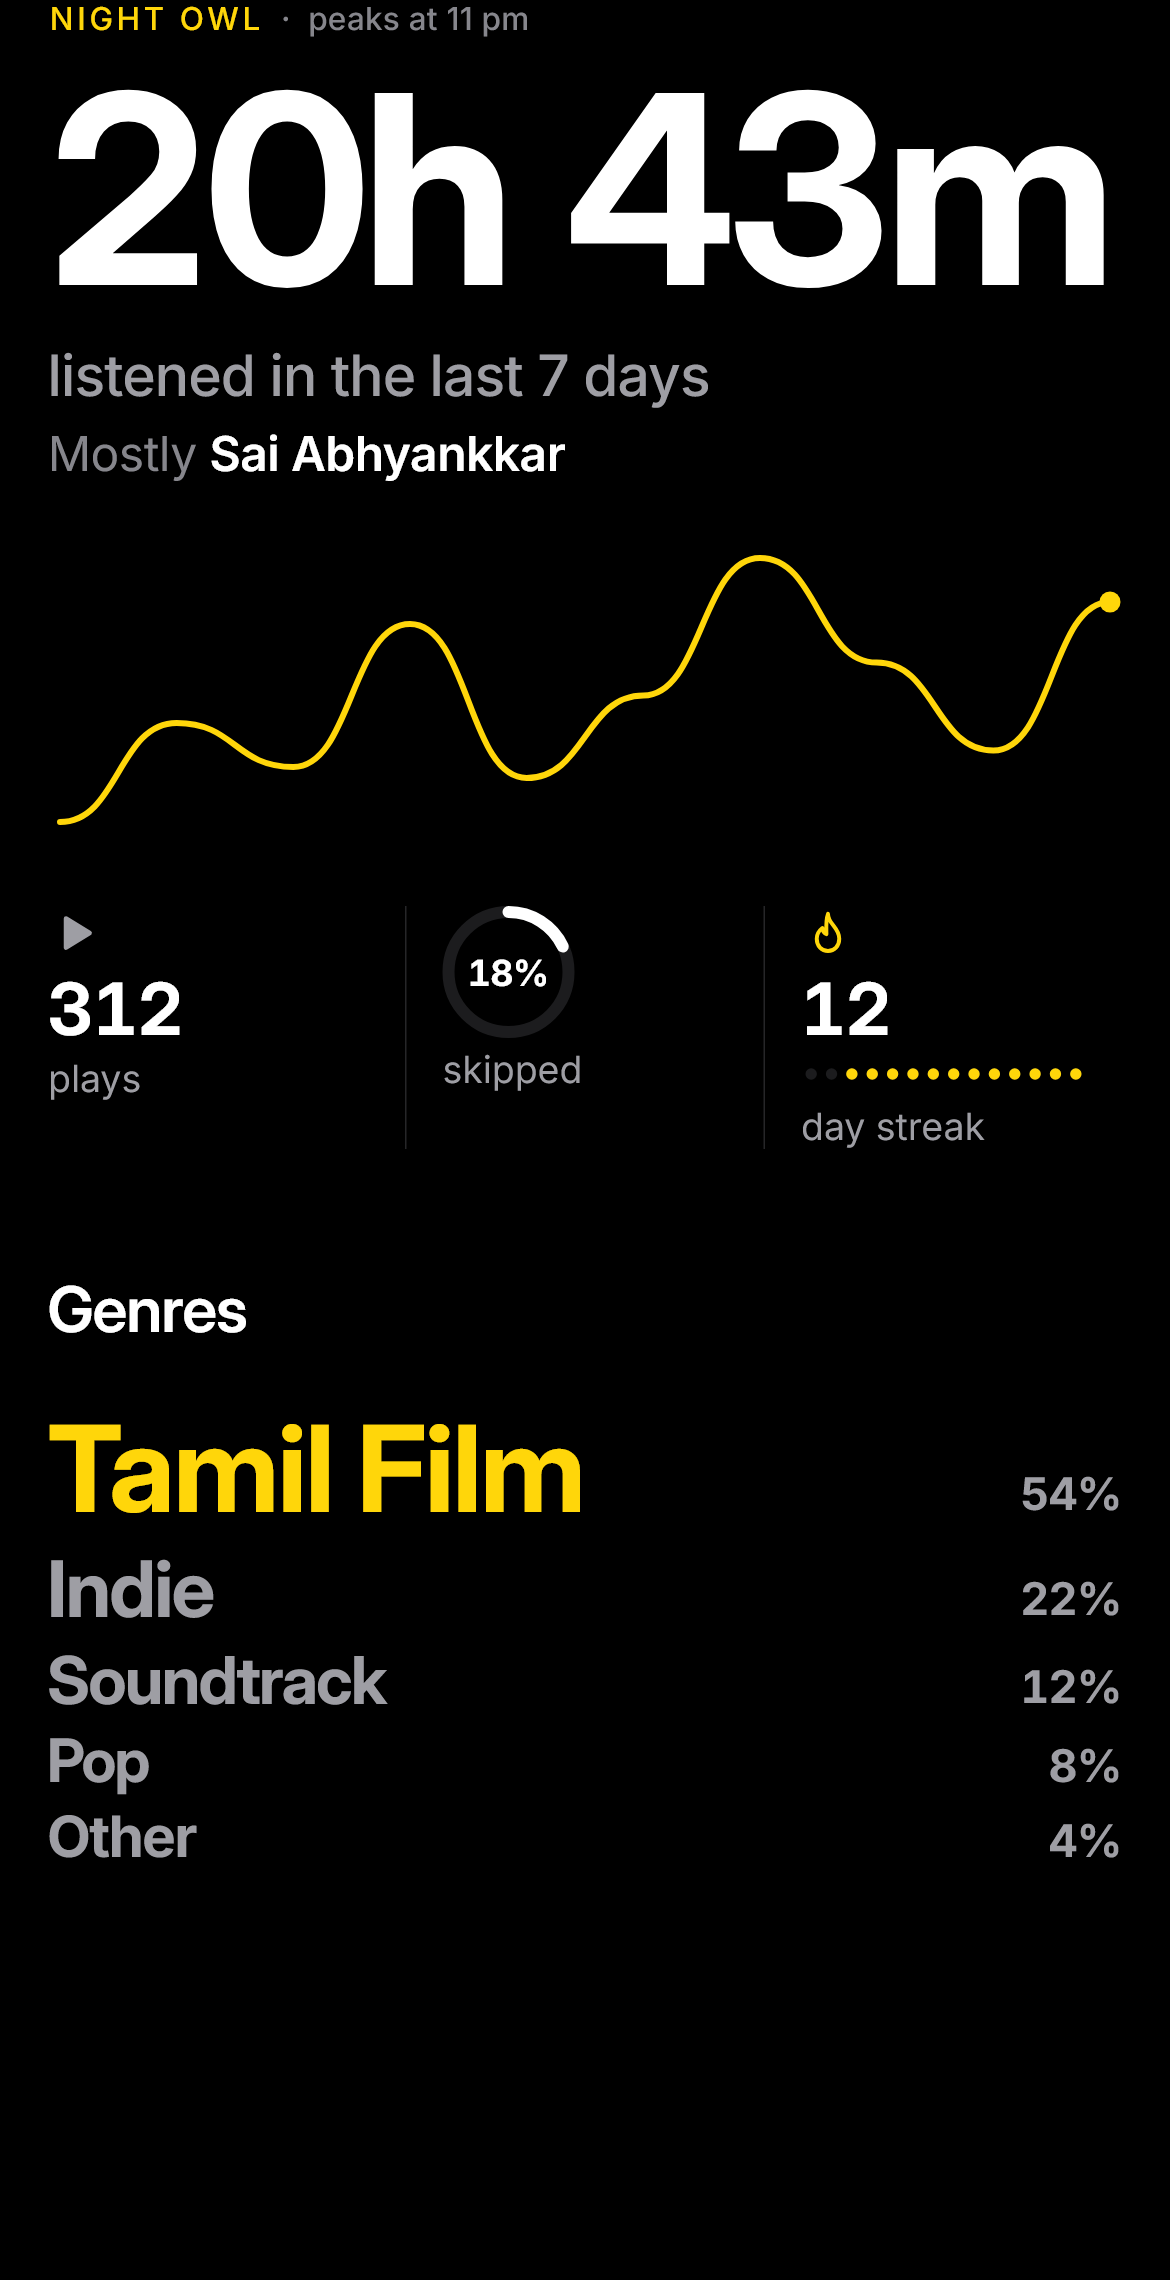 NIGHT OWL · peaks at 11 pm
20h 43m
listened in the last 7 days
Mostly Sai Abhyankkar
312
plays
18%
skipped
12
day streak
Genres
Tamil Film 54%
Indie 22%
Soundtrack 12%
Pop 8%
Other 4%